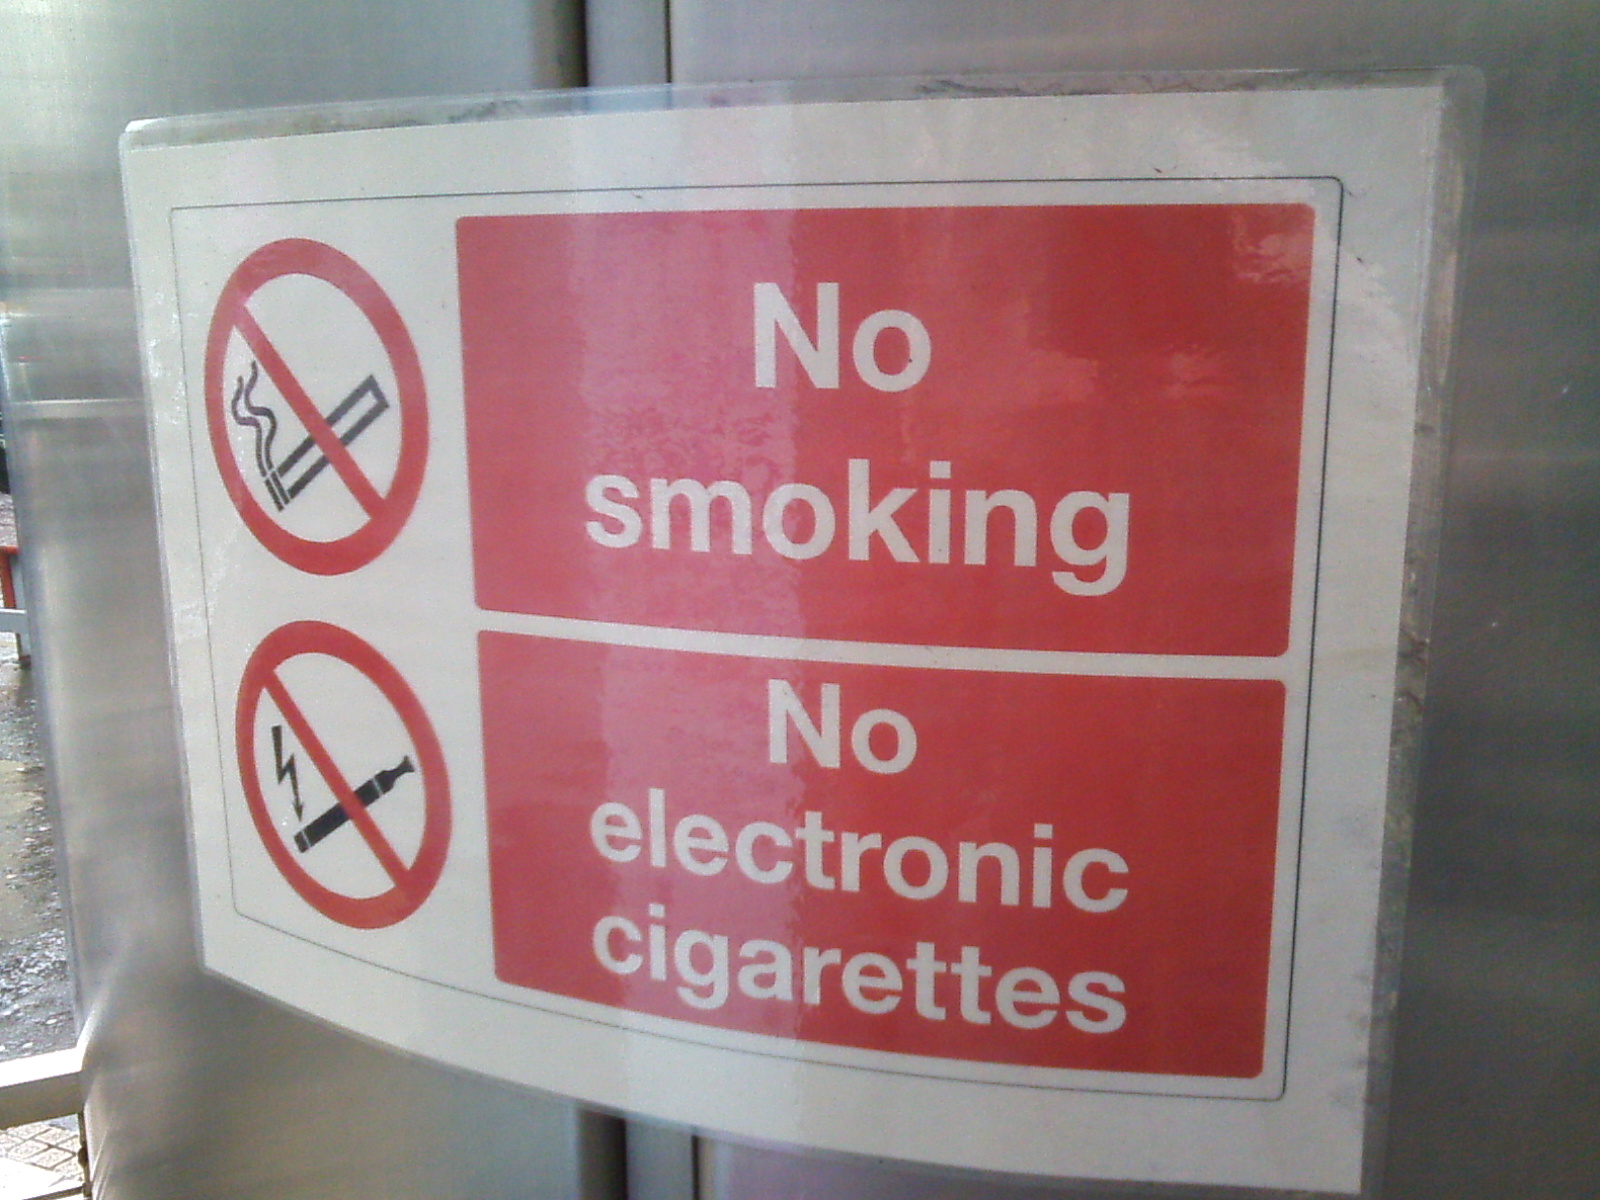 No
smoking
No
electronic
cigarettes